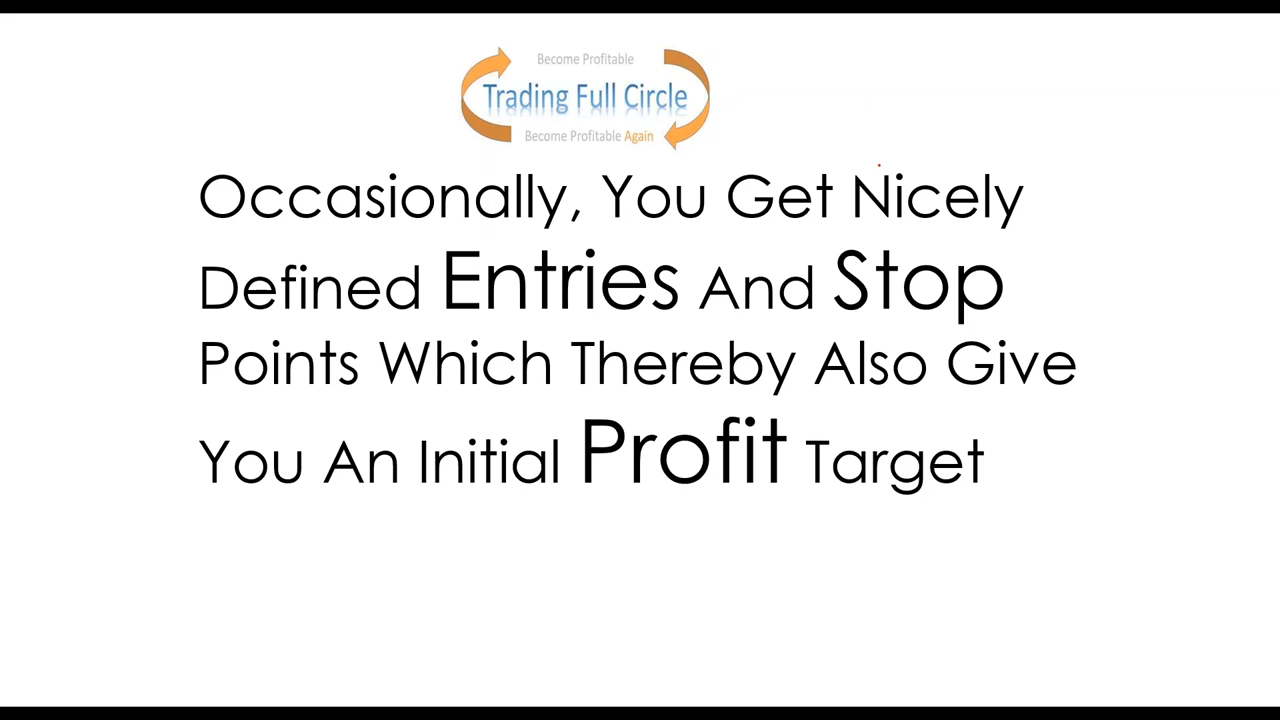 Become Profitable
Trading Full Circle
Become Profitable Again
Occasionally, You Get Nicely
Defined Entries And Stop
Points Which Thereby Also Give
You An Initial Profit Target